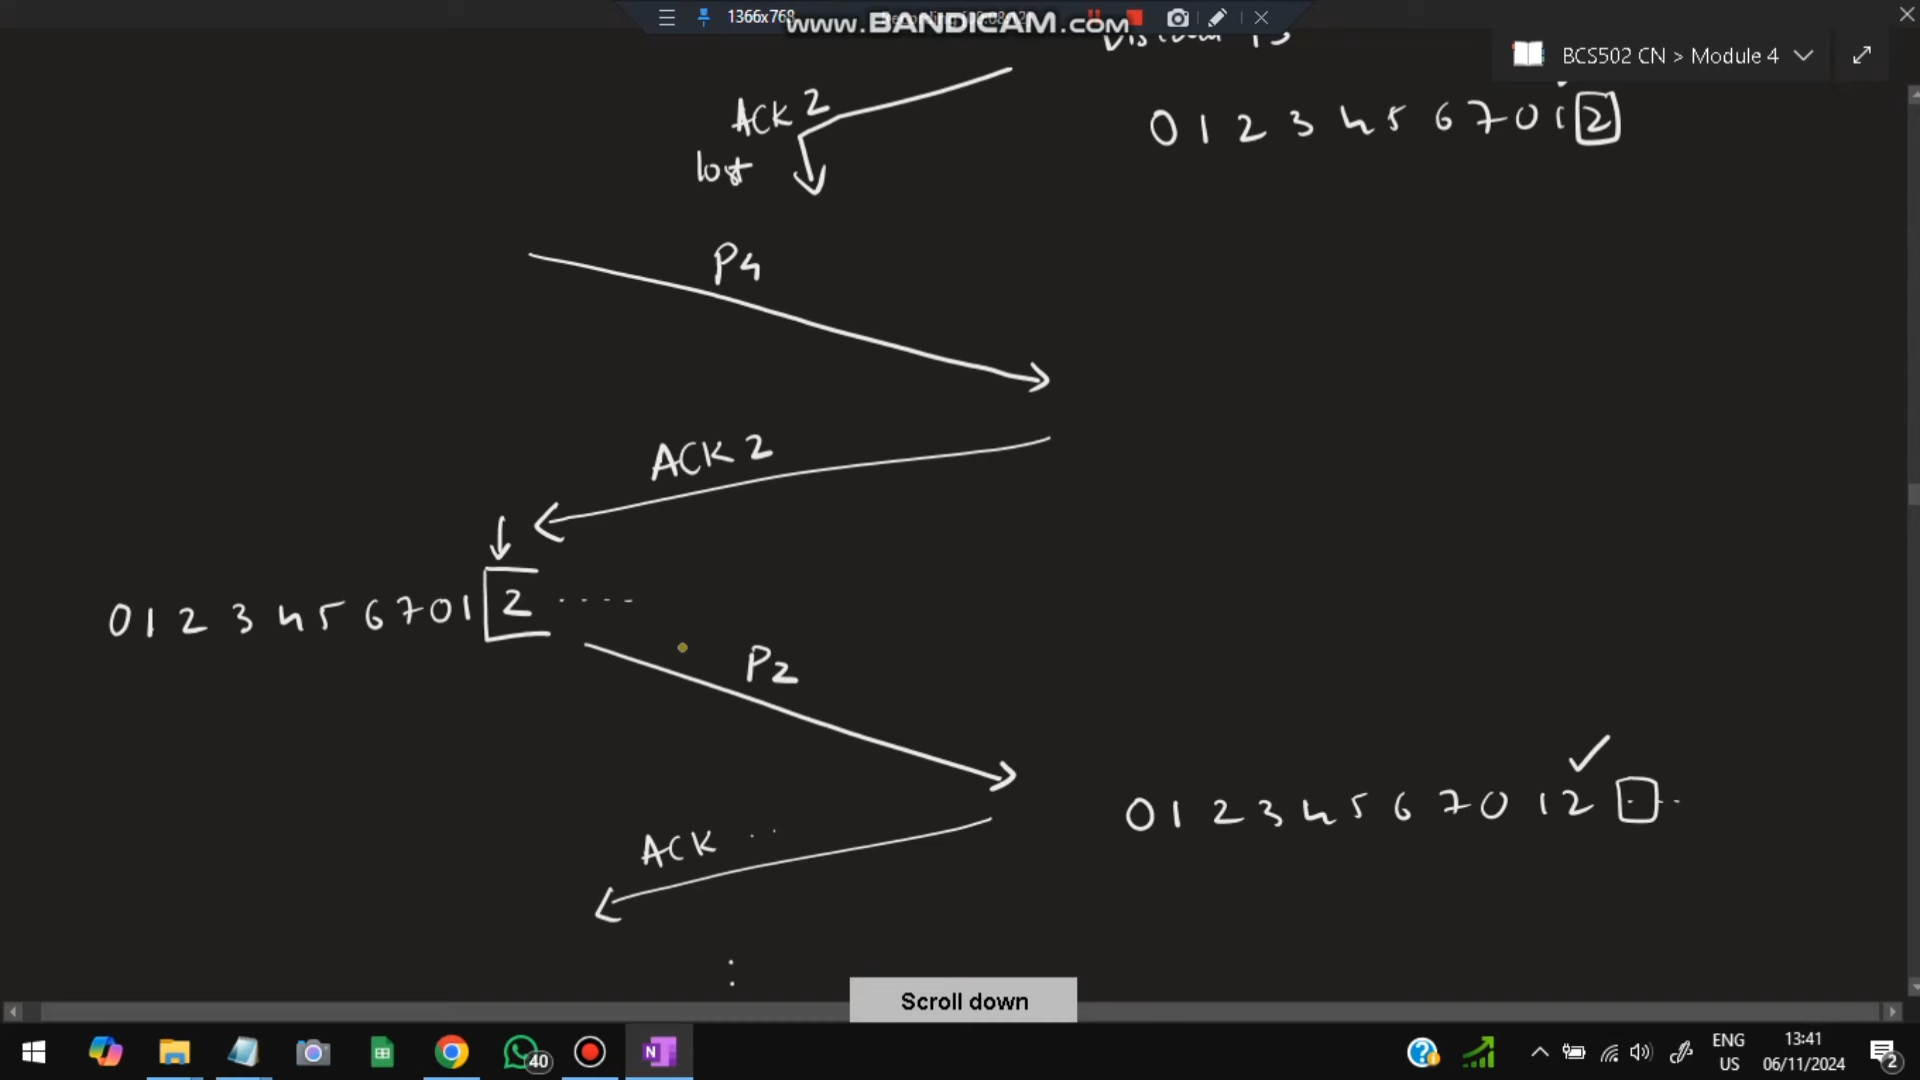 1366x768
www.BANDICAM.com
BCS502 CN > Module 4
ACK 2
lost
0 1 2 3 4 5 6 7 0 1 2
P4
ACK 2
0 1 2 3 4 5 6 7 0 1 2 ....
P2
0 1 2 3 4 5 6 7 0 1 2 ...
ACK ..
:
Scroll down
40
N
ENG
US
13:41
06/11/2024
2